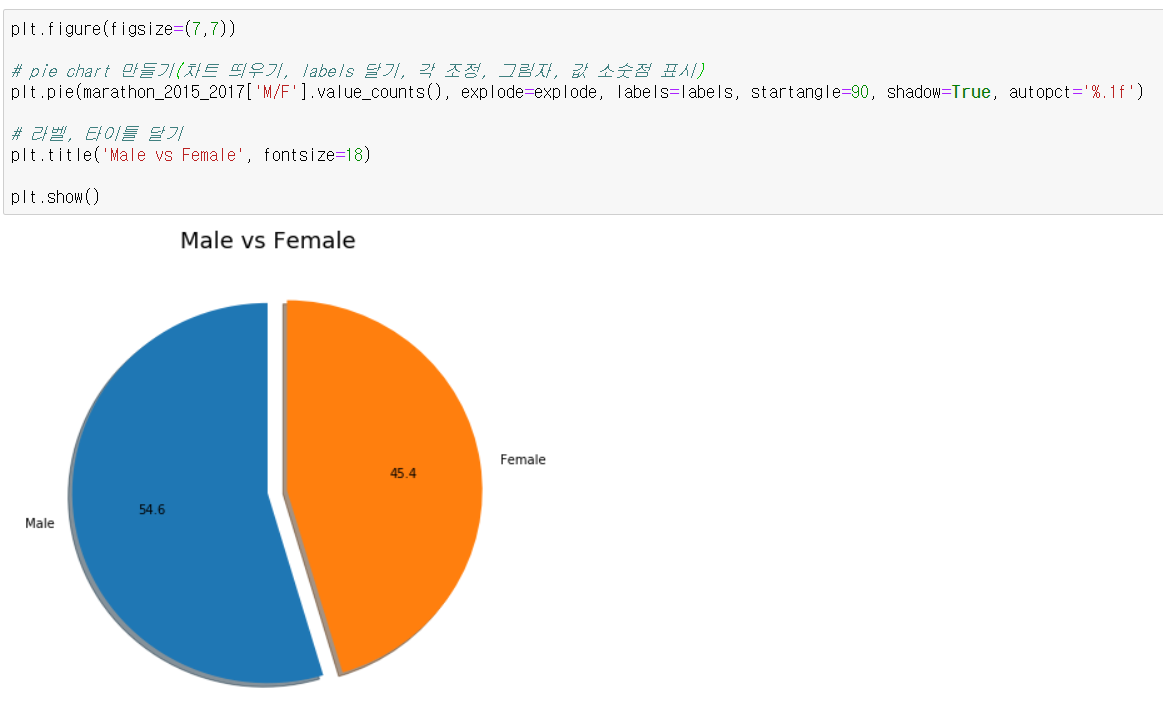 plt.figure(figsize=(7,7))
# pie chart 만들기(차트 띄우기, labels 달기, 각 조정, 그림자, 값 소숫점 표시)
plt.pie(marathon_2015_2017['M/F'].value_counts(), explode=explode, labels=labels, startangle=90, shadow=True, autopct='%.1f')
# 라벨, 타이틀 달기
plt.title('Male vs Female', fontsize=18)
plt.show()
Male vs Female
Female
45.4
54.6
Male